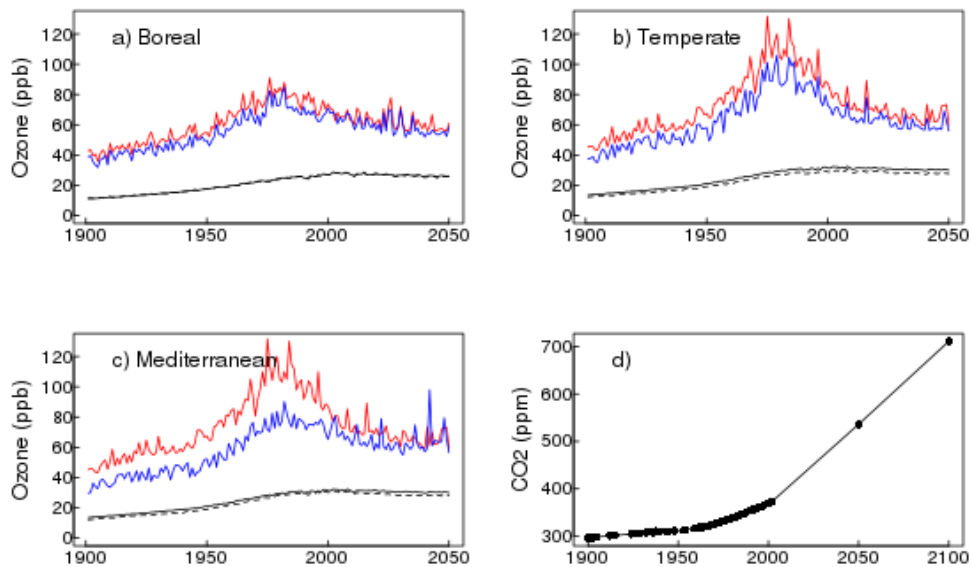 a) Boreal
Ozone (ppb)
0 20 40 60 80 100 120
1900 1950 2000 2050
b) Temperate
Ozone (ppb)
0 20 40 60 80 100 120
1900 1950 2000 2050
c) Mediterranean
Ozone (ppb)
0 20 40 60 80 100 120
1900 1950 2000 2050
d)
CO2 (ppm)
300 400 500 600 700
1900 1950 2000 2050 2100